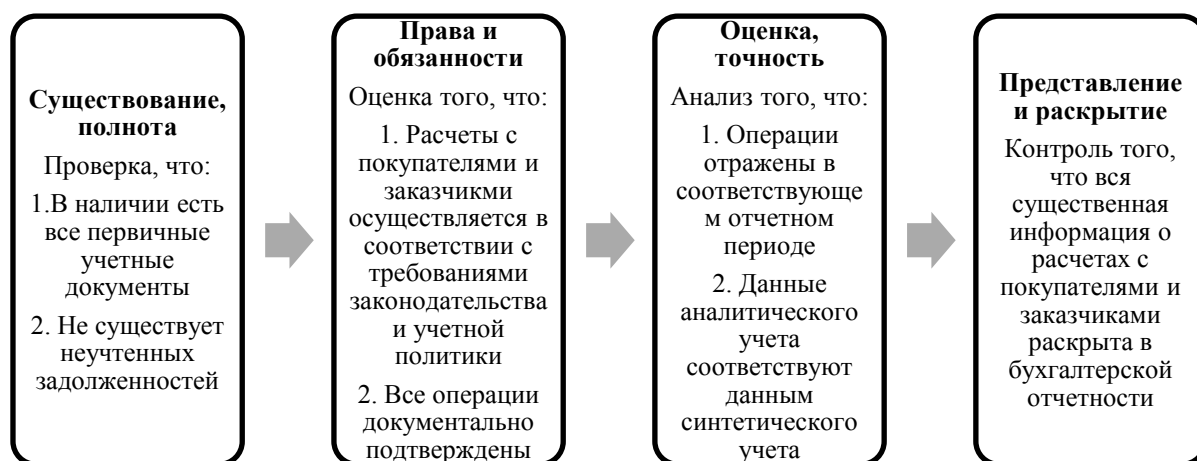 Существование,
полнота
Проверка, что:
1.В наличии есть
все первичные
учетные
документы
2. Не существует
неучтенных
задолженностей
Права и
обязанности
Оценка того, что:
1. Расчеты с
покупателями и
заказчикми
осуществляется в
соответствии с
требованиями
законодательства
и учетной
политики
2. Все операции
документально
подтверждены
Оценка,
точность
Анализ того, что:
1. Операции
отражены в
соответствующе
м отчетном
периоде
2. Данные
аналитического
учета
соответствуют
данным
синтетического
учета
Представление
и раскрытие
Контроль того,
что вся
существенная
информация о
расчетах с
покупателями и
заказчиками
раскрыта в
бухгалтерской
отчетности